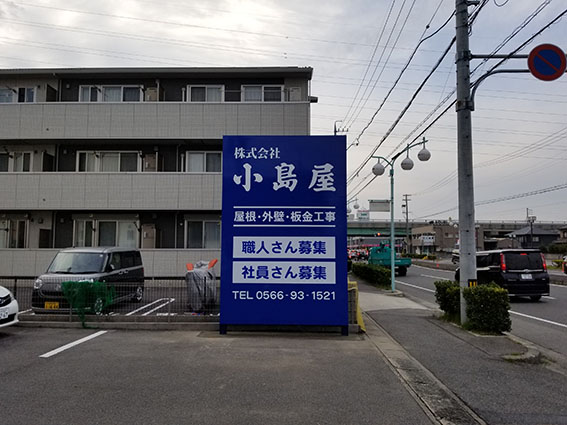 株式会社
小島屋
屋根・外壁・板金工事
職人さん募集
社員さん募集
TEL 0566-93-1521